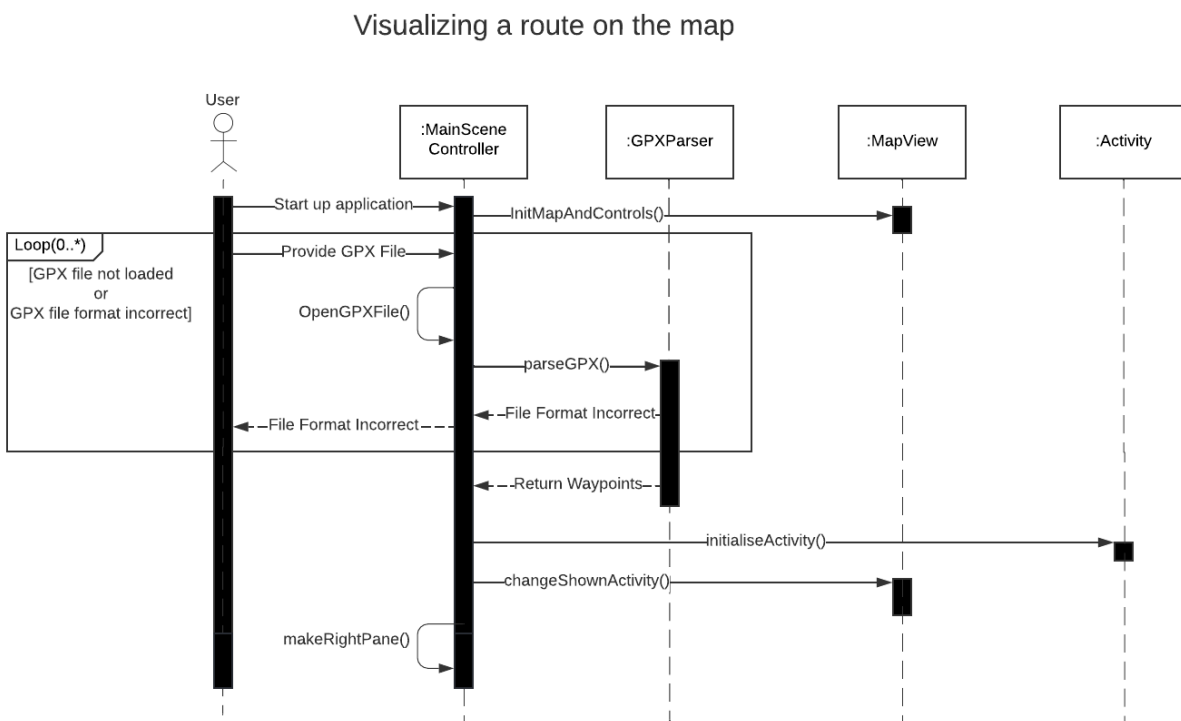 Visualizing a route on the map
User
:MainScene
Controller
:GPXParser
:MapView
:Activity
Start up application
InitMapAndControls()
Loop(0..*)
Provide GPX File
[GPX file not loaded
or
GPX file format incorrect]
OpenGPXFile()
parseGPX()
File Format Incorrect
File Format Incorrect
Return Waypoints
initialiseActivity()
changeShownActivity()
makeRightPane()